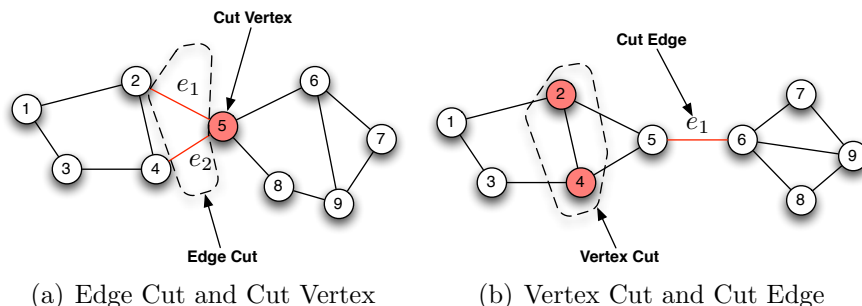 Cut Vertex
2
e1
6
1
5
7
e2
3
4
8
9
Edge Cut
(a) Edge Cut and Cut Vertex
Cut Edge
2
7
1
e1
5
6
9
3
4
8
Vertex Cut
(b) Vertex Cut and Cut Edge